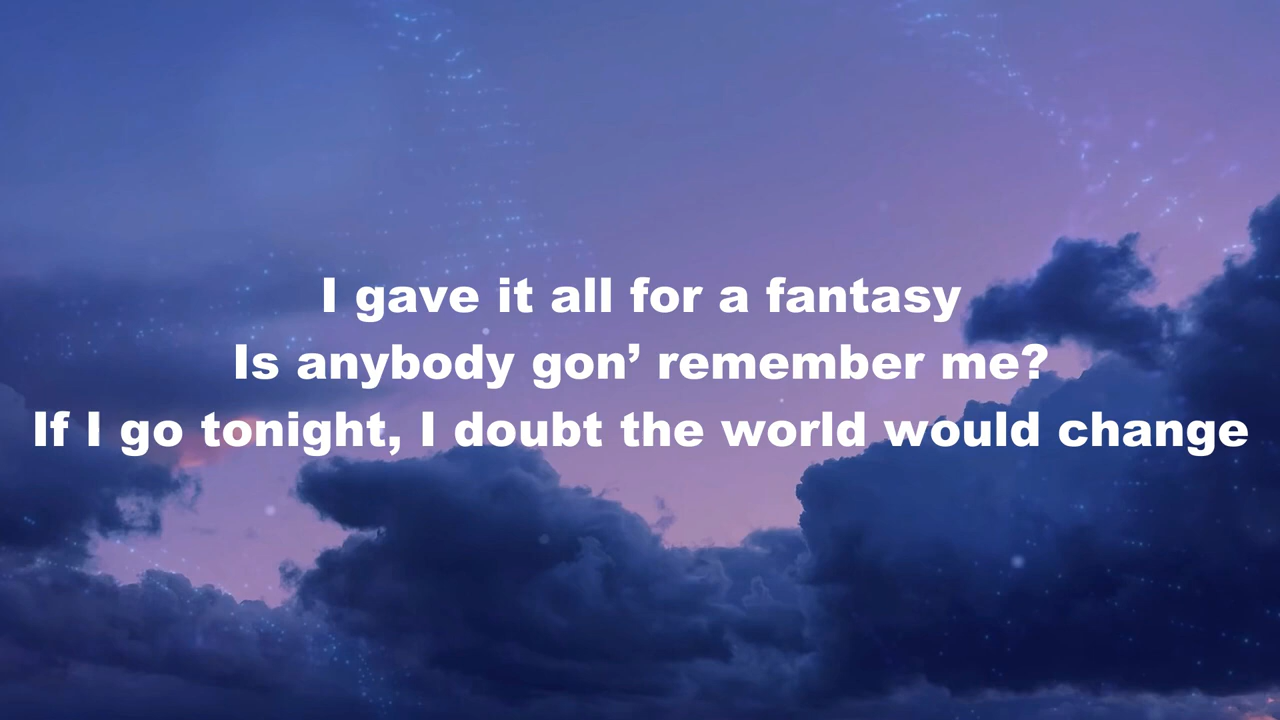 I gave it all for a fantasy
Is anybody gon’ remember me?
If I go tonight, I doubt the world would change